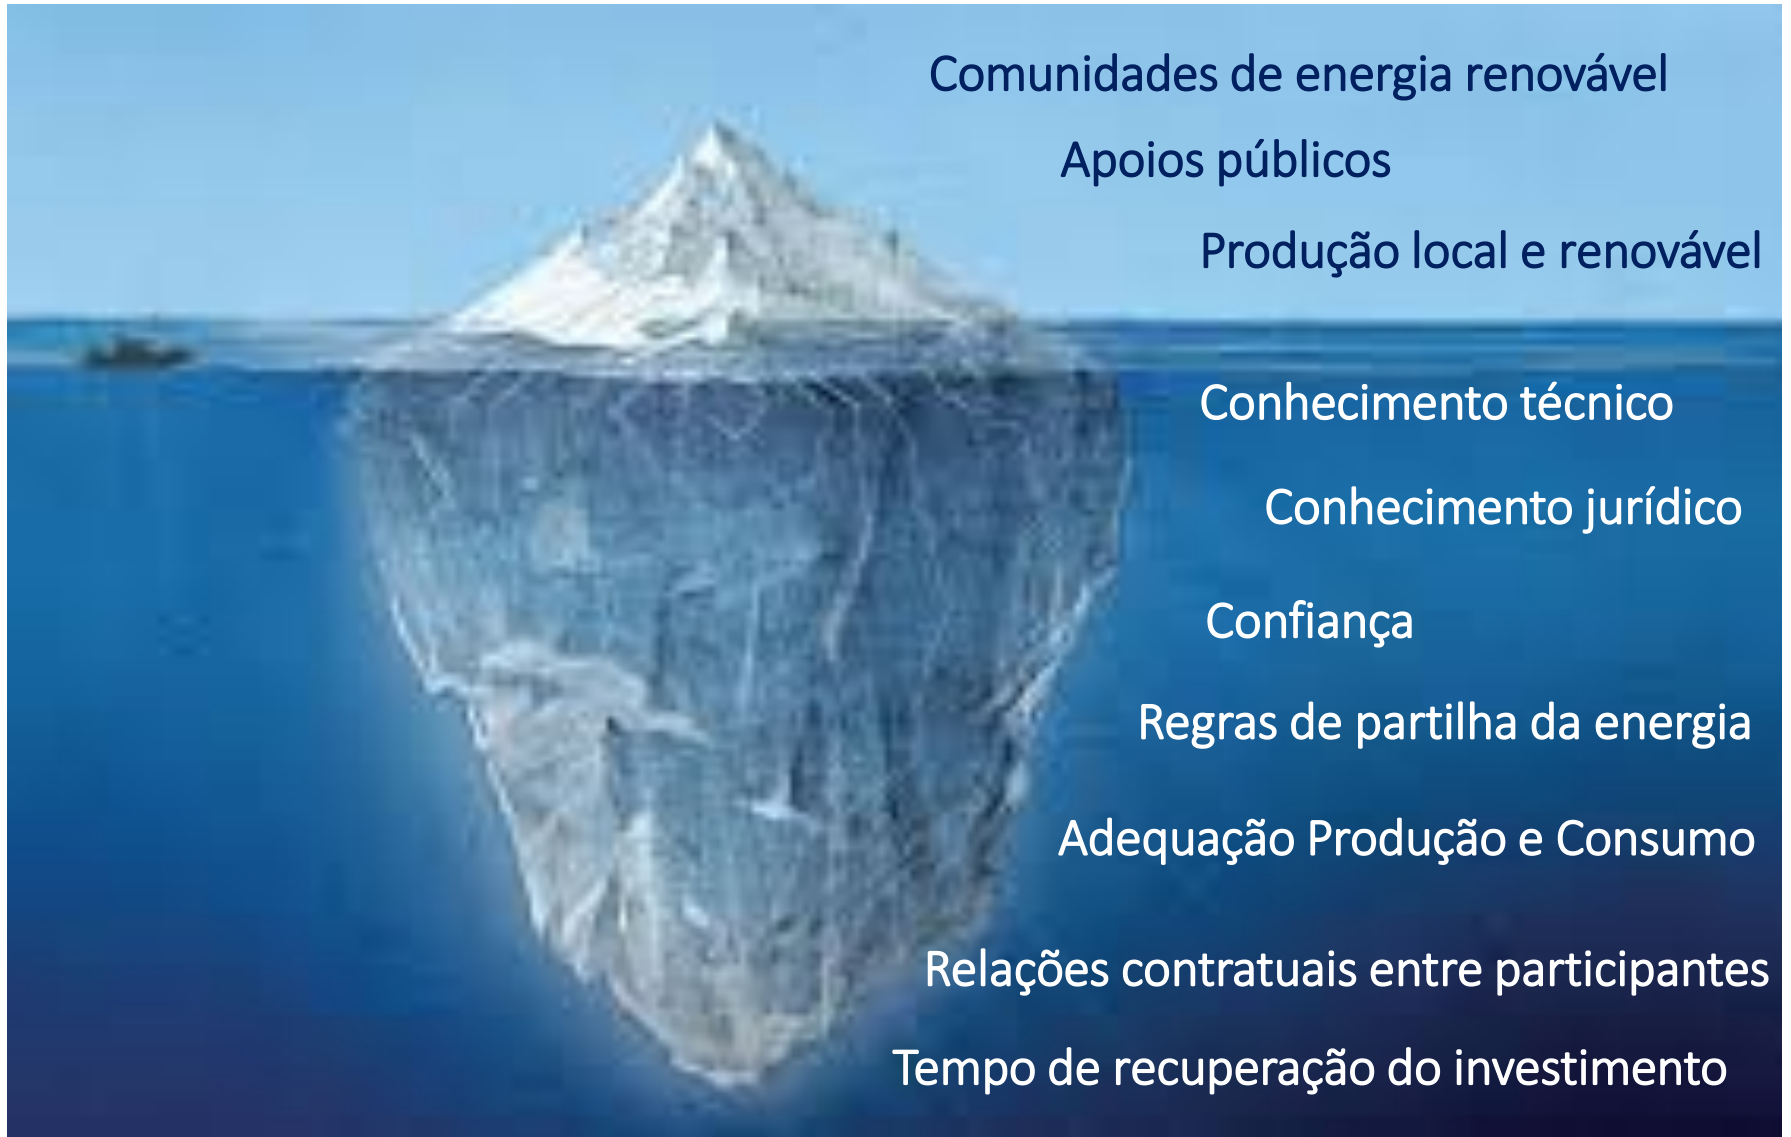 Comunidades de energia renovável
Apoios públicos
Produção local e renovável
Conhecimento técnico
Conhecimento jurídico
Confiança
Regras de partilha da energia
Adequação Produção e Consumo
Relações contratuais entre participantes
Tempo de recuperação do investimento